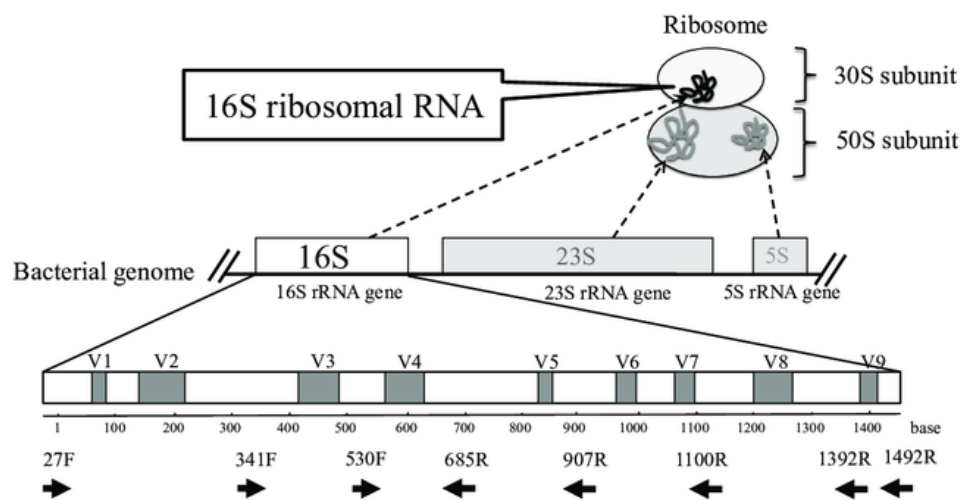 Ribosome
16S ribosomal RNA
30S subunit
50S subunit
16S
23S
5S
Bacterial genome
16S rRNA gene
23S rRNA gene
5S rRNA gene
V1 V2 V3 V4 V5 V6 V7 V8 V9
1 100 200 300 400 500 600 700 800 900 1000 1100 1200 1300 1400 base
27F 341F 530F 685R 907R 1100R 1392R 1492R